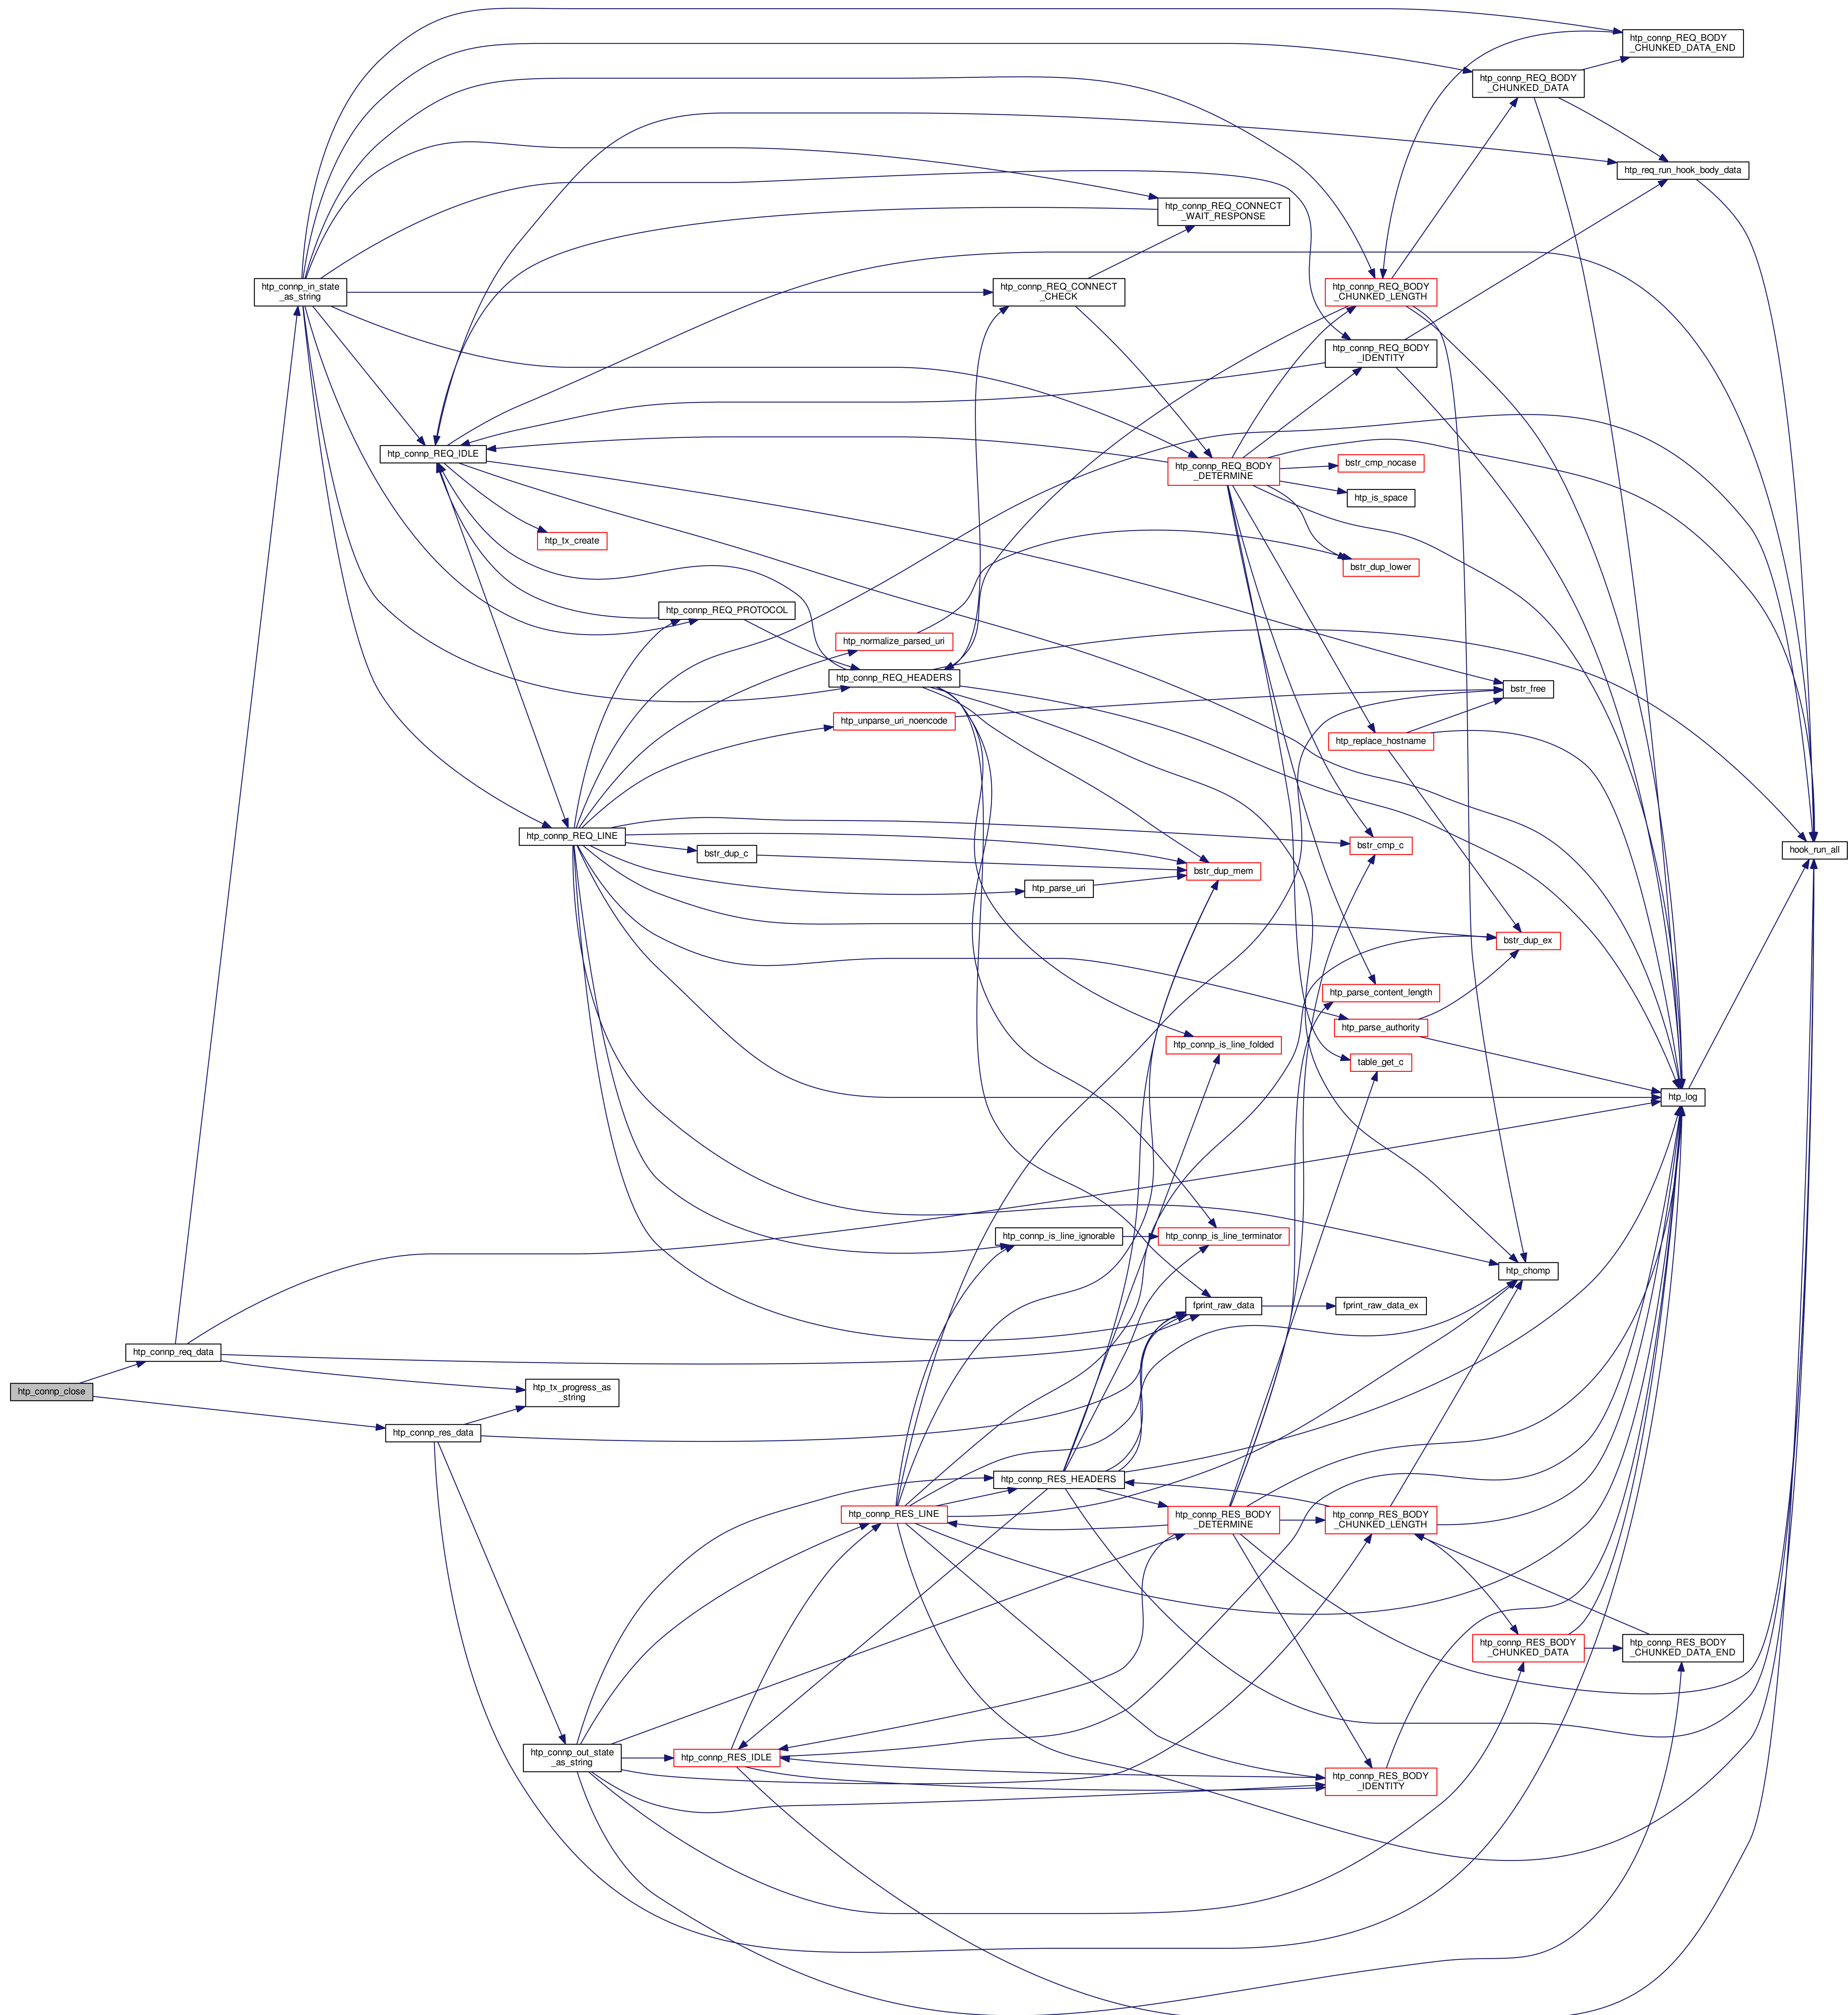 htp_connp_REQ_BODY
_CHUNKED_DATA_END
htp_connp_REQ_BODY
_CHUNKED_DATA
htp_req_run_hook_body_data
htp_connp_REQ_CONNECT
_WAIT_RESPONSE
htp_connp_in_state
_as_string
htp_connp_REQ_CONNECT
_CHECK
htp_connp_REQ_BODY
_CHUNKED_LENGTH
htp_connp_REQ_BODY
_IDENTITY
htp_connp_REQ_IDLE
htp_connp_REQ_BODY
_DETERMINE
bstr_cmp_nocase
htp_is_space
htp_tx_create
bstr_dup_lower
htp_connp_REQ_PROTOCOL
htp_normalize_parsed_uri
htp_connp_REQ_HEADERS
bstr_free
htp_unparse_uri_noencode
htp_replace_hostname
htp_connp_REQ_LINE
bstr_dup_c
bstr_cmp_c
hook_run_all
bstr_dup_mem
htp_parse_uri
bstr_dup_ex
htp_parse_content_length
htp_parse_authority
htp_connp_is_line_folded
table_get_c
htp_log
htp_connp_is_line_ignorable
htp_connp_is_line_terminator
htp_chomp
fprint_raw_data
fprint_raw_data_ex
htp_connp_req_data
htp_connp_close
htp_tx_progress_as
_string
htp_connp_res_data
htp_connp_RES_HEADERS
htp_connp_RES_LINE
htp_connp_RES_BODY
_DETERMINE
htp_connp_RES_BODY
_CHUNKED_LENGTH
htp_connp_RES_BODY
_CHUNKED_DATA
htp_connp_RES_BODY
_CHUNKED_DATA_END
htp_connp_out_state
_as_string
htp_connp_RES_IDLE
htp_connp_RES_BODY
_IDENTITY